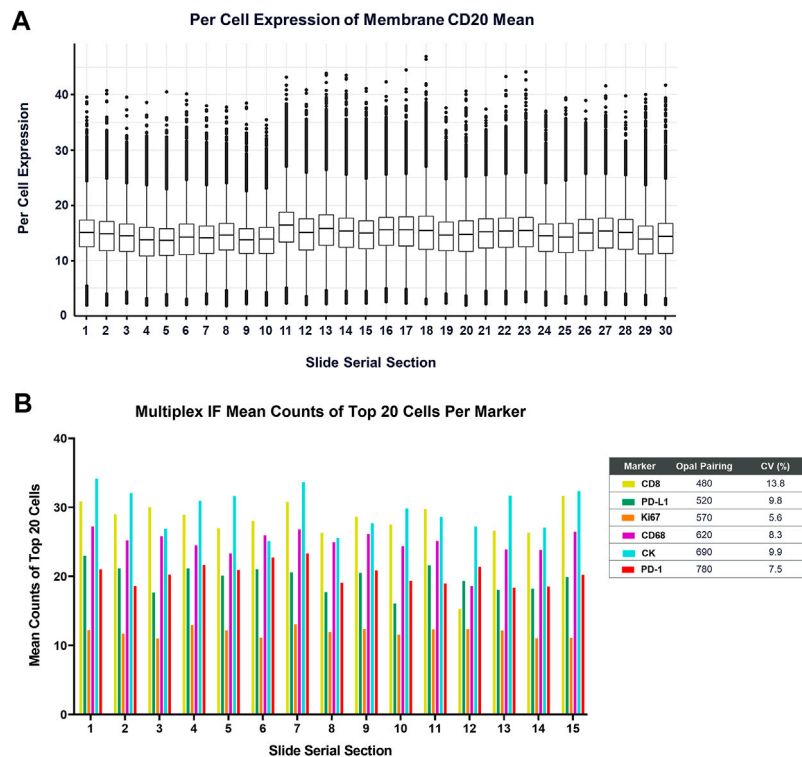 A
Per Cell Expression of Membrane CD20 Mean
Per Cell Expression
40
30
20
10
0
1 2 3 4 5 6 7 8 9 10 11 12 13 14 15 16 17 18 19 20 21 22 23 24 25 26 27 28 29 30
Slide Serial Section
B
Multiplex IF Mean Counts of Top 20 Cells Per Marker
Mean Counts of Top 20 Cells
40
30
20
10
0
1 2 3 4 5 6 7 8 9 10 11 12 13 14 15
Slide Serial Section
Marker Opal Pairing CV (%)
CD8 480 13.8
PD-L1 520 9.8
Ki67 570 5.6
CD68 620 8.3
CK 690 9.9
PD-1 780 7.5